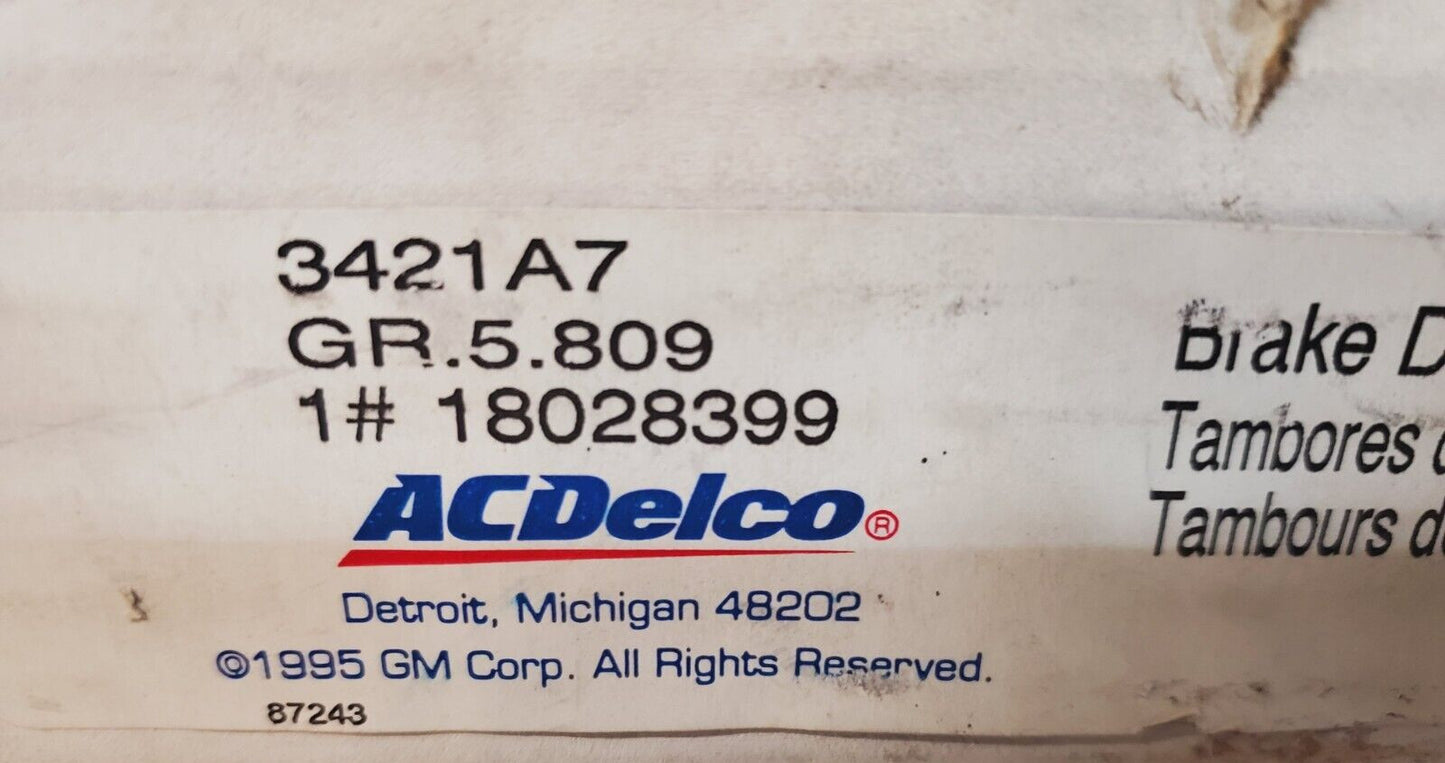 3421A7
GR.5.809
1# 18028399
ACDelco®
Detroit, Michigan 48202
©1995 GM Corp. All Rights Reserved.
87243
Brake
Tambores
Tambours